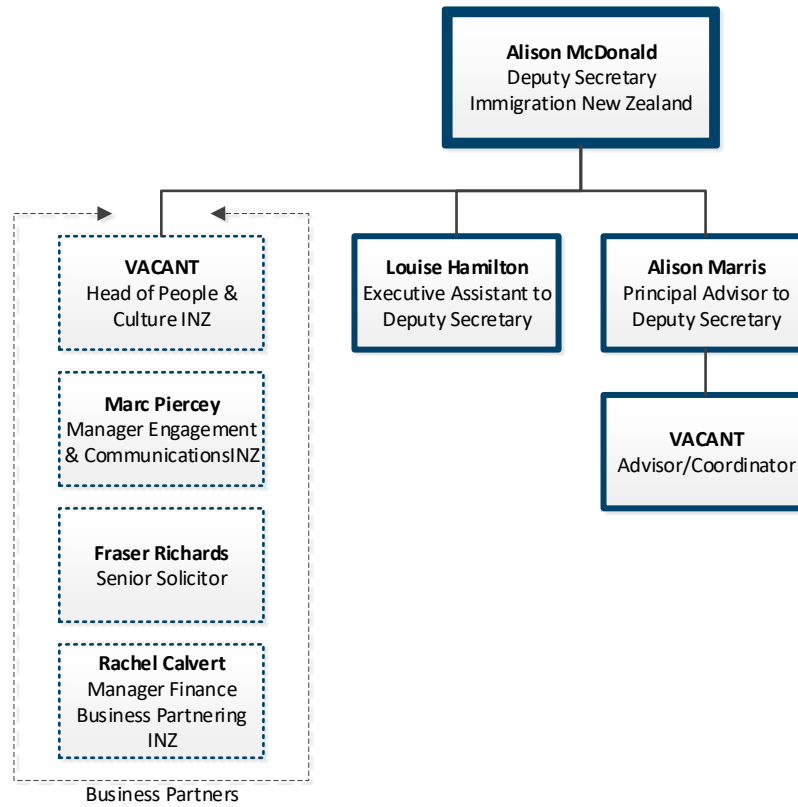 Alison McDonald
Deputy Secretary
Immigration New Zealand
VACANT
Head of People &
Culture INZ
Louise Hamilton
Executive Assistant to
Deputy Secretary
Alison Marris
Principal Advisor to
Deputy Secretary
Marc Piercey
Manager Engagement
& CommunicationsINZ
VACANT
Advisor/Coordinator
Fraser Richards
Senior Solicitor
Rachel Calvert
Manager Finance
Business Partnering
INZ
Business Partners